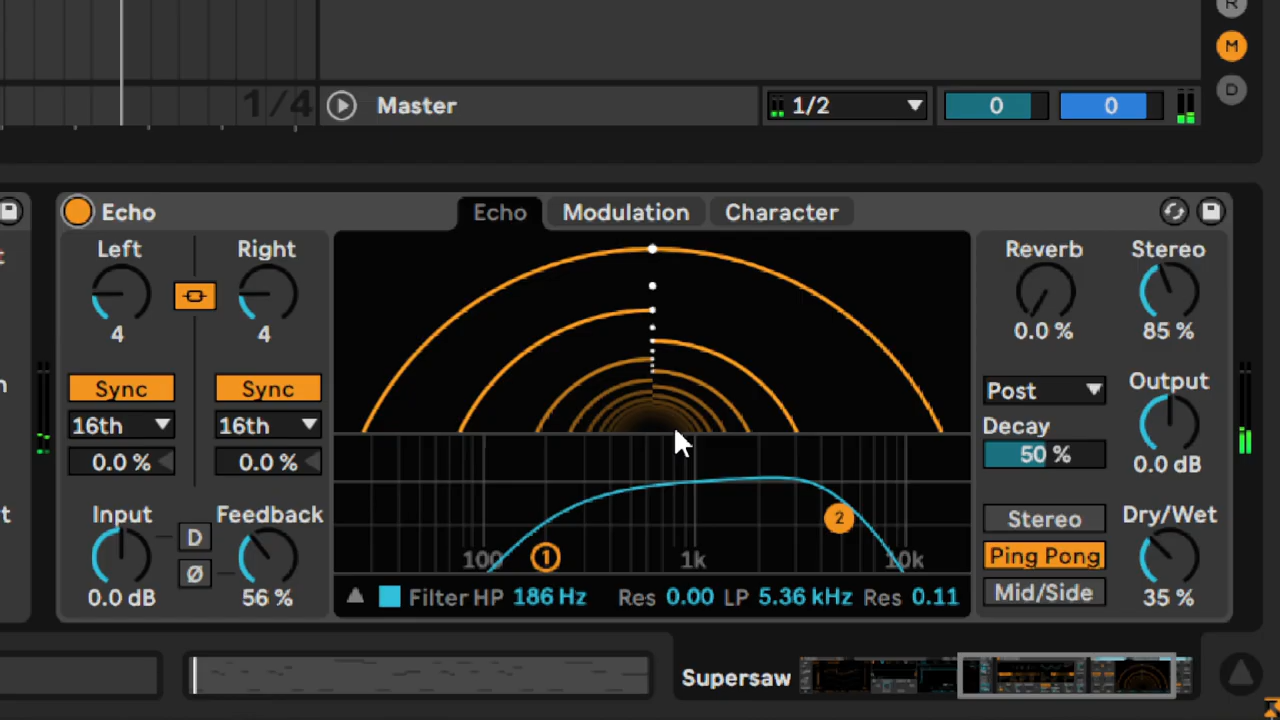 R
M
1/4
Master
1/2
0
0
D
Echo
Echo
Modulation
Character
Left
Right
4
4
Sync
Sync
16th
16th
0.0 %
0.0 %
Input
D
Feedback
Ø
0.0 dB
56 %
1
2
100
1k
10k
Filter HP 186 Hz Res 0.00 LP 5.36 kHz Res 0.11
Reverb
Stereo
0.0 %
85 %
Post
Output
Decay
50 %
0.0 dB
Stereo
Dry/Wet
Ping Pong
Mid/Side
35 %
Supersaw